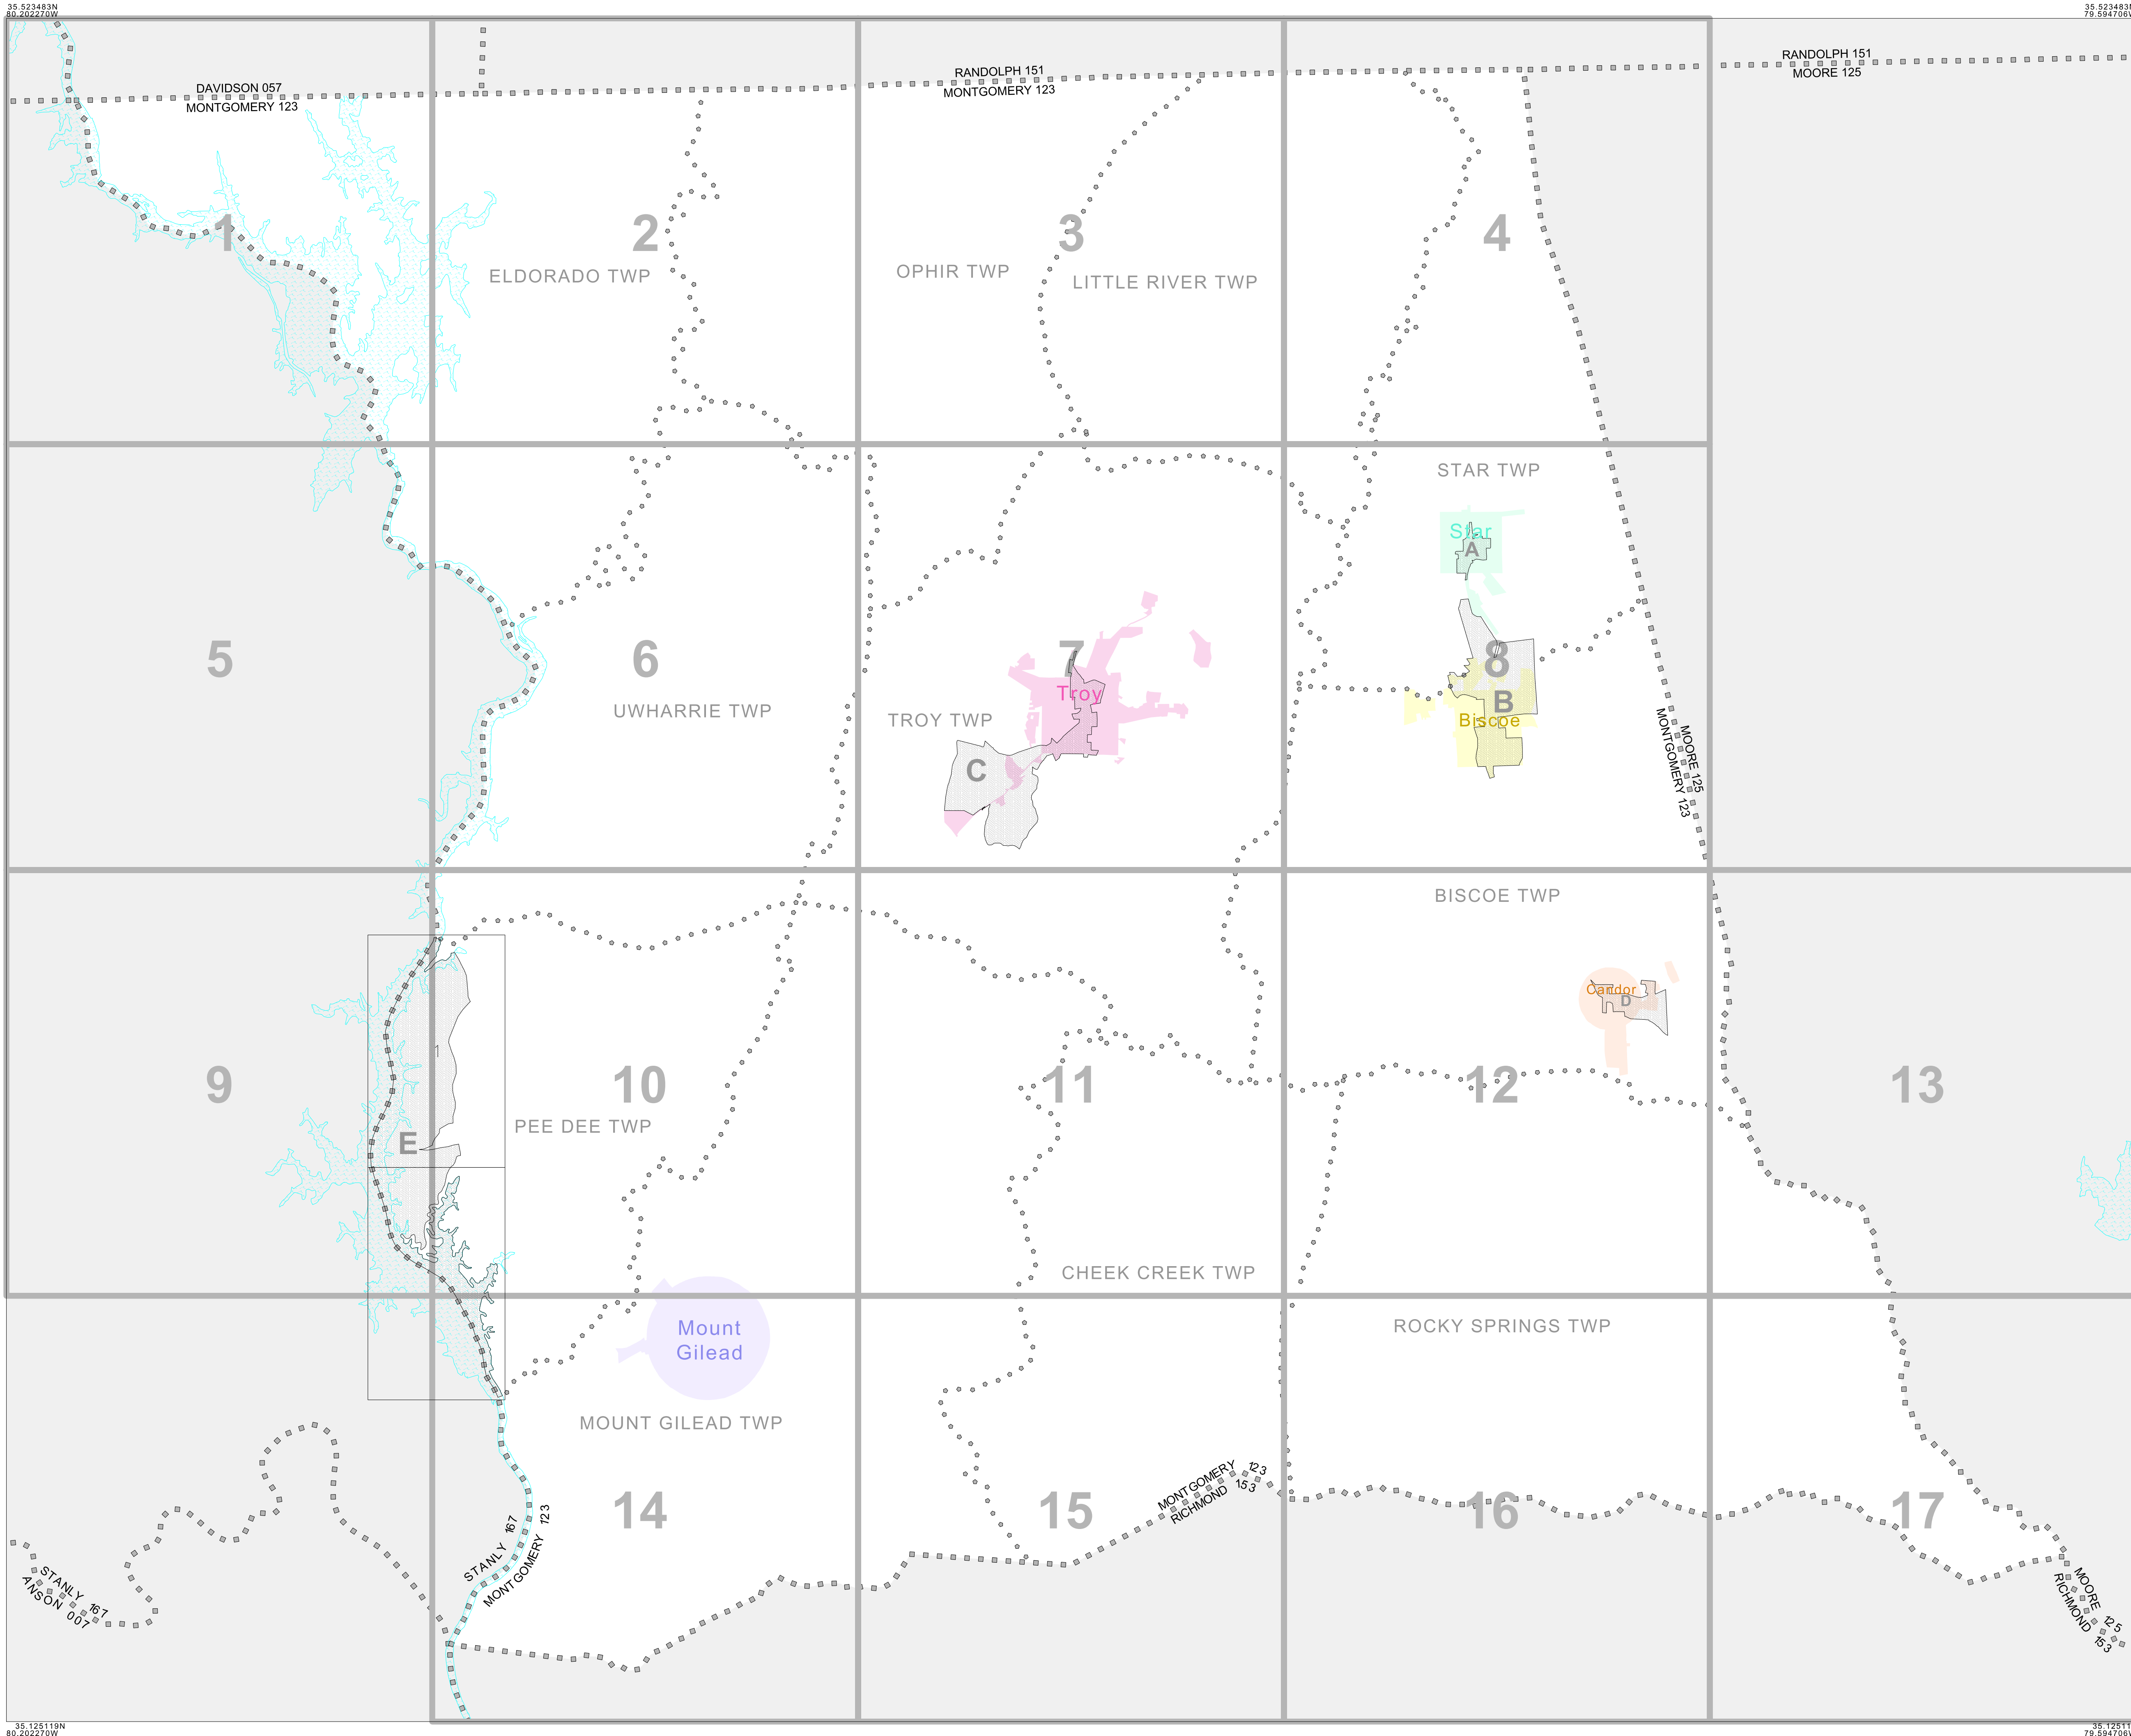 35.523483N
80.202270W
35.523483N
79.594706W
RANDOLPH 151
MOORE 125
RANDOLPH 151
MONTGOMERY 123
DAVIDSON 057
MONTGOMERY 123
1
2
3
4
ELDORADO TWP
OPHIR TWP
LITTLE RIVER TWP
STAR TWP
Star
A
5
6
7
8
Troy
B
UWHARRIE TWP
TROY TWP
Biscoe
C
MOORE 125
MONTGOMERY 123
BISCOE TWP
Candor
D
1
9
10
11
12
13
PEE DEE TWP
E
CHEEK CREEK TWP
Mount
Gilead
ROCKY SPRINGS TWP
MOUNT GILEAD TWP
MONTGOMERY 123
RICHMOND 153
14
15
16
17
STANLY 167
MONTGOMERY 123
STANLY 167
ANSON 007
MOORE 125
RICHMOND 153
35.125119N
80.202270W
35.12511
79.594706W